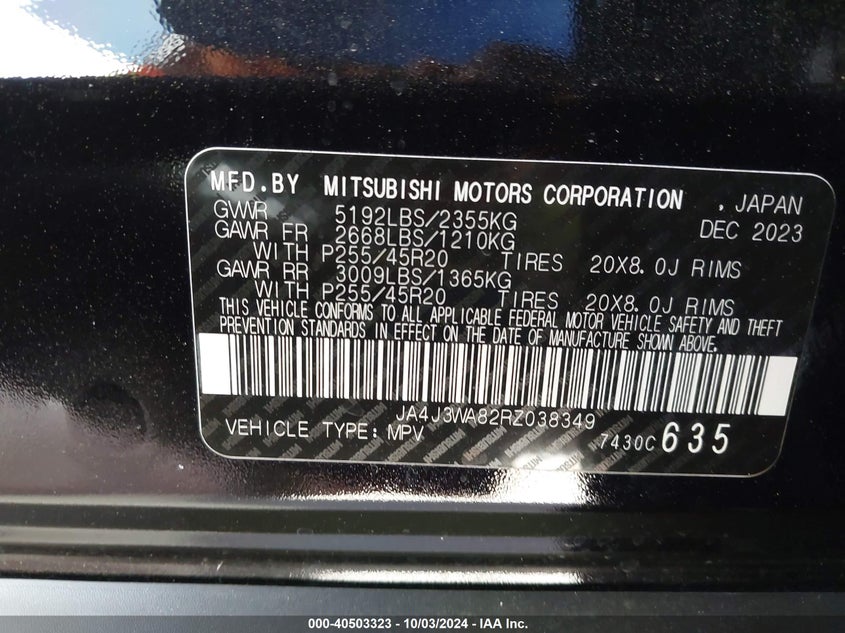 MFD.BY MITSUBISHI MOTORS CORPORATION , JAPAN
GVWR 5192LBS/2355KG DEC 2023
GAWR FR 2668LBS/1210KG
WITH P255/45R20 TIRES 20X8.0J RIMS
GAWR RR 3009LBS/1365KG
WITH P255/45R20 TIRES 20X8.0J RIMS
THIS VEHICLE CONFORMS TO ALL APPLICABLE FEDERAL MOTOR VEHICLE SAFETY AND THEFT
PREVENTION STANDARDS IN EFFECT ON THE DATE OF MANUFACTURE SHOWN ABOVE.
JA4J3WA82RZ038349
VEHICLE TYPE: MPV 7430C 635
000-40503323 - 10/03/2024 - IAA Inc.